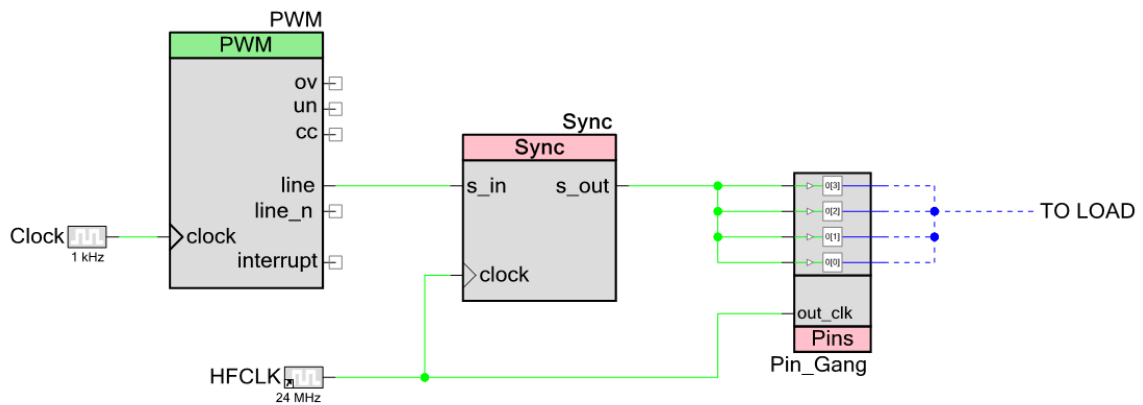 PWM
PWM
ov
un
cc
line
line_n
interrupt
clock
Clock
1 kHz
Sync
Sync
s_in
s_out
clock
HFCLK
24 MHz
0[3]
0[2]
0[1]
0[0]
out_clk
Pins
Pin_Gang
TO LOAD